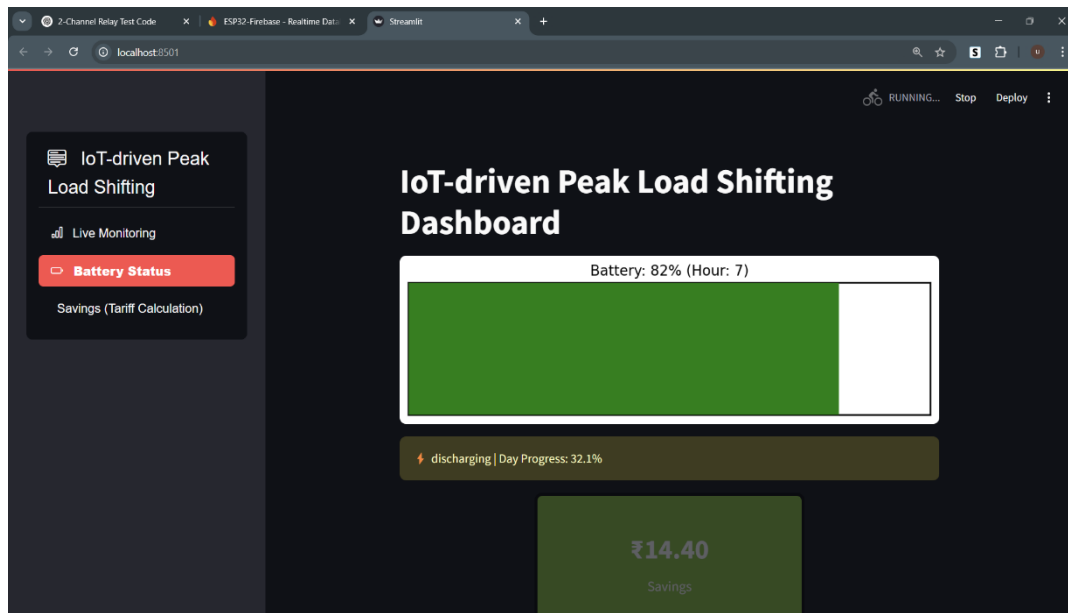 2-Channel Relay Test Code
ESP32-Firebase - Realtime Data
Streamlit
localhost:8501
S
u
RUNNING...
Stop
Deploy
IoT-driven Peak
Load Shifting
Live Monitoring
Battery Status
Savings (Tariff Calculation)
IoT-driven Peak Load Shifting
Dashboard
Battery: 82% (Hour: 7)
discharging | Day Progress: 32.1%
₹14.40
Savings